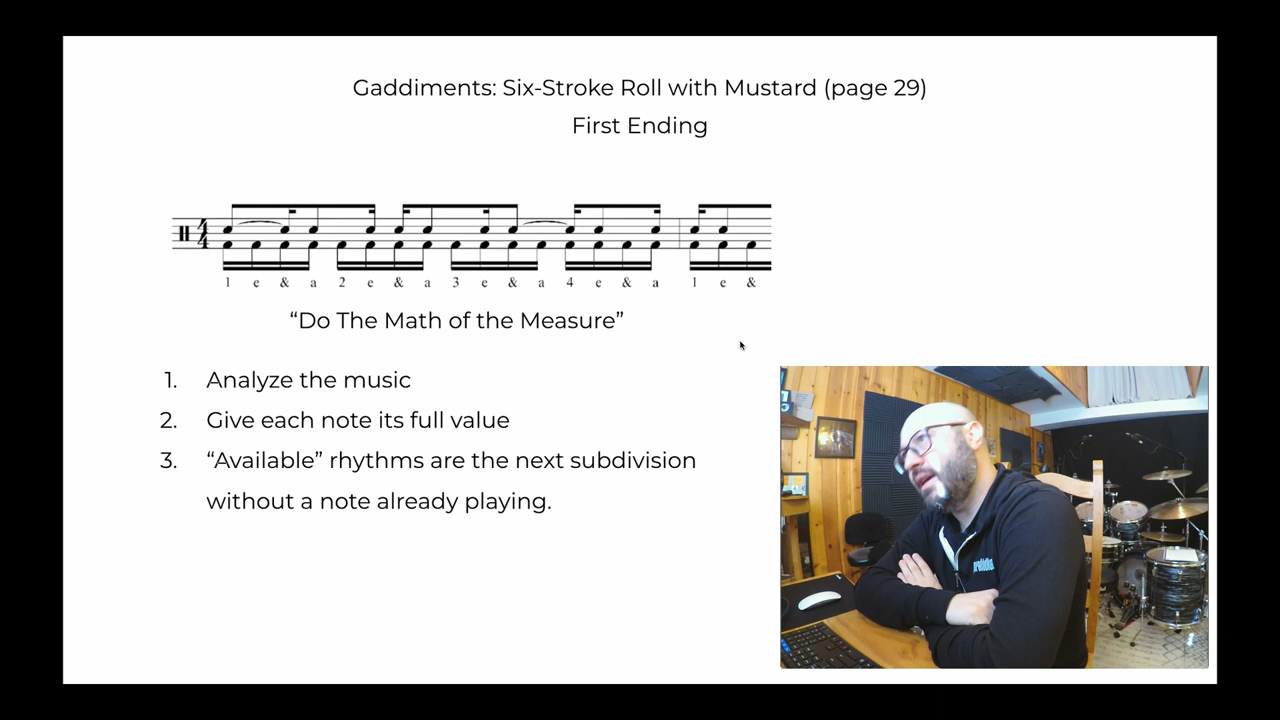 Gaddiments: Six-Stroke Roll with Mustard (page 29)
First Ending
4
4
1 e & a 2 e & a 3 e & a 4 e & a 1 e &
“Do The Math of the Measure”
1. Analyze the music
2. Give each note its full value
3. “Available” rhythms are the next subdivision
without a note already playing.